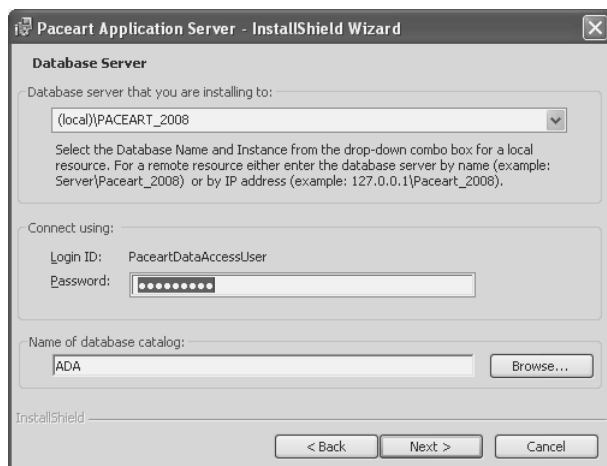 Paceart Application Server - InstallShield Wizard
Database Server
Database server that you are installing to:
(local)\PACEART_2008
Select the Database Name and Instance from the drop-down combo box for a local
resource. For a remote resource either enter the database server by name (example:
Server\Paceart_2008) or by IP address (example: 127.0.0.1\Paceart_2008).
Connect using:
Login ID: PaceartDataAccessUser
Password: ●●●●●●●●●
Name of database catalog:
ADA
Browse...
InstallShield
< Back Next > Cancel